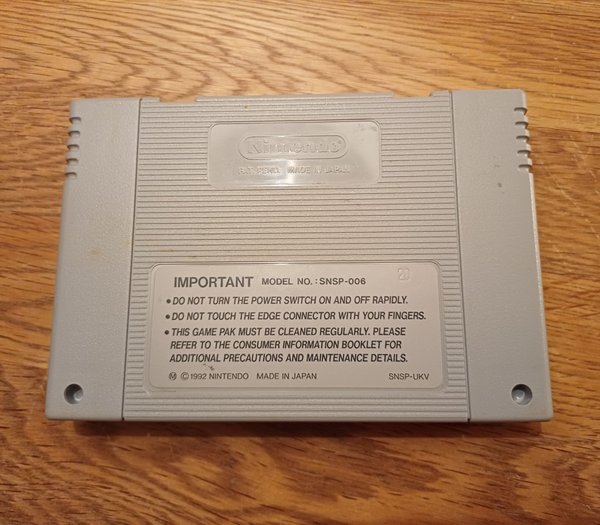 Nintendo
PAT. PEND. MADE IN JAPAN
IMPORTANT MODEL NO. : SNSP-006
• DO NOT TURN THE POWER SWITCH ON AND OFF RAPIDLY.
• DO NOT TOUCH THE EDGE CONNECTOR WITH YOUR FINGERS.
• THIS GAME PAK MUST BE CLEANED REGULARLY. PLEASE
REFER TO THE CONSUMER INFORMATION BOOKLET FOR
ADDITIONAL PRECAUTIONS AND MAINTENANCE DETAILS.
Ⓜ © 1992 NINTENDO MADE IN JAPAN SNSP-UKV